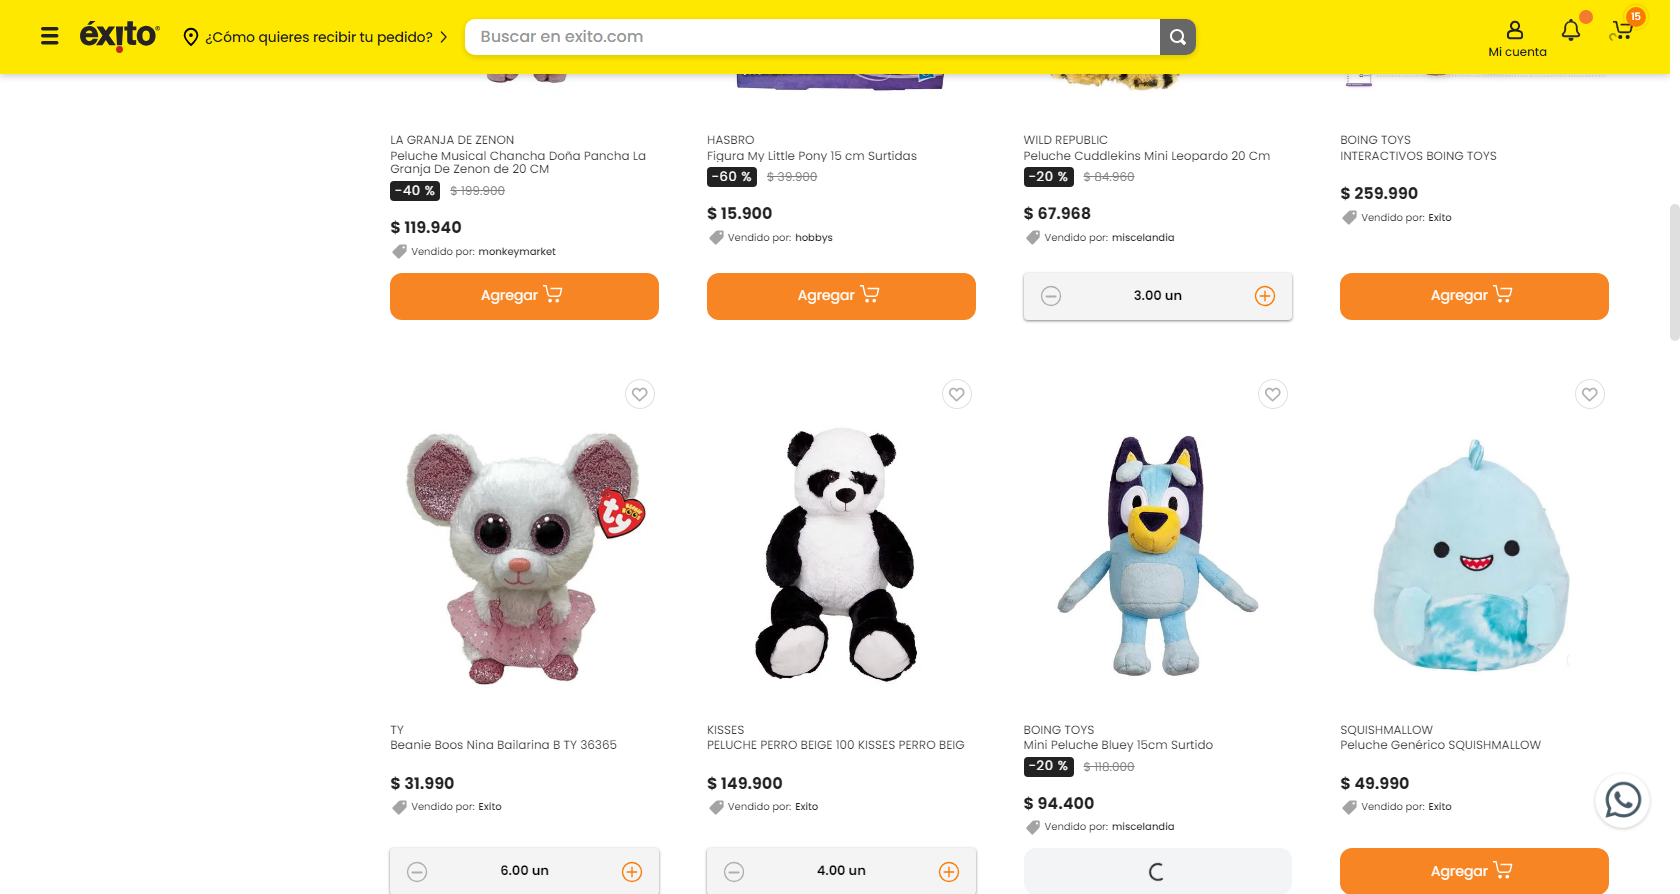 éxito
¿Cómo quieres recibir tu pedido?
Buscar en exito.com
Mi cuenta
15
LA GRANJA DE ZENON
Peluche Musical Chancha Doña Pancha La
Granja De Zenon de 20 CM
-40 % $ 199.900
$ 119.940
Vendido por: monkeymarket
Agregar
HASBRO
Figura My Little Pony 15 cm Surtidas
-60 % $ 39.900
$ 15.900
Vendido por: hobbys
Agregar
WILD REPUBLIC
Peluche Cuddlekins Mini Leopardo 20 Cm
-20 % $ 84.960
$ 67.968
Vendido por: miscelandia
3.00 un
BOING TOYS
INTERACTIVOS BOING TOYS
$ 259.990
Vendido por: Exito
Agregar
ty
TY
Beanie Boos Nina Bailarina B TY 36365
$ 31.990
Vendido por: Exito
6.00 un
KISSES
PELUCHE PERRO BEIGE 100 KISSES PERRO BEIG
$ 149.900
Vendido por: Exito
4.00 un
BOING TOYS
Mini Peluche Bluey 15cm Surtido
-20 % $ 118.000
$ 94.400
Vendido por: miscelandia
SQUISHMALLOW
Peluche Genérico SQUISHMALLOW
$ 49.990
Vendido por: Exito
Agregar